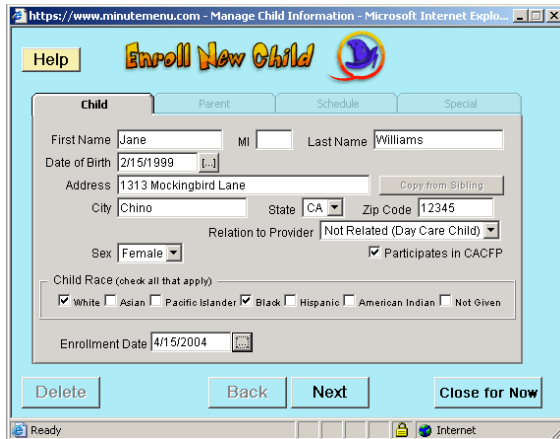 https://www.minutemenu.com - Manage Child Information - Microsoft Internet Explo...
Help Enroll New Child
Child Parent Schedule Special
First Name Jane MI Last Name Williams
Date of Birth 2/15/1999 [...]
Address 1313 Mockingbird Lane Copy from Sibling
City Chino State CA Zip Code 12345
Relation to Provider Not Related (Day Care Child)
Sex Female Participates in CACFP
Child Race (check all that apply)
White Asian Pacific Islander Black Hispanic American Indian Not Given
Enrollment Date 4/15/2004 [...]
Delete Back Next Close for Now
Ready Internet